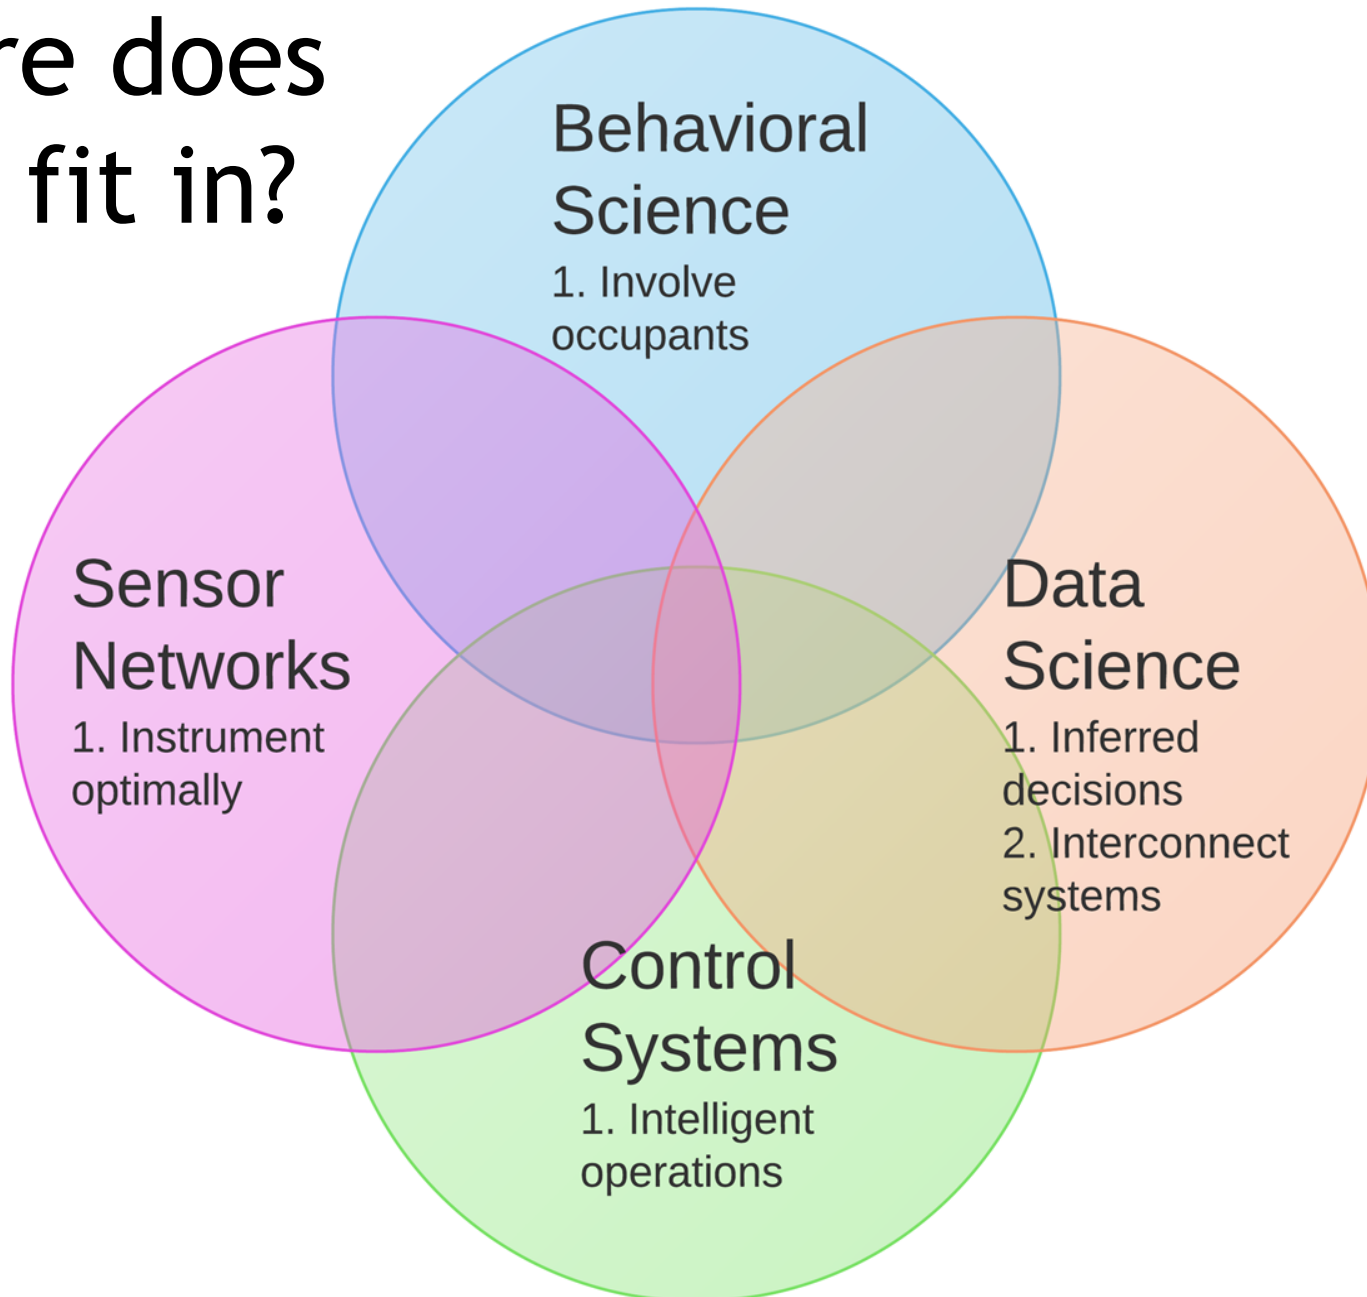 re does
fit in?
Behavioral
Science
1. Involve
occupants
Sensor
Networks
1. Instrument
optimally
Data
Science
1. Inferred
decisions
2. Interconnect
systems
Control
Systems
1. Intelligent
operations